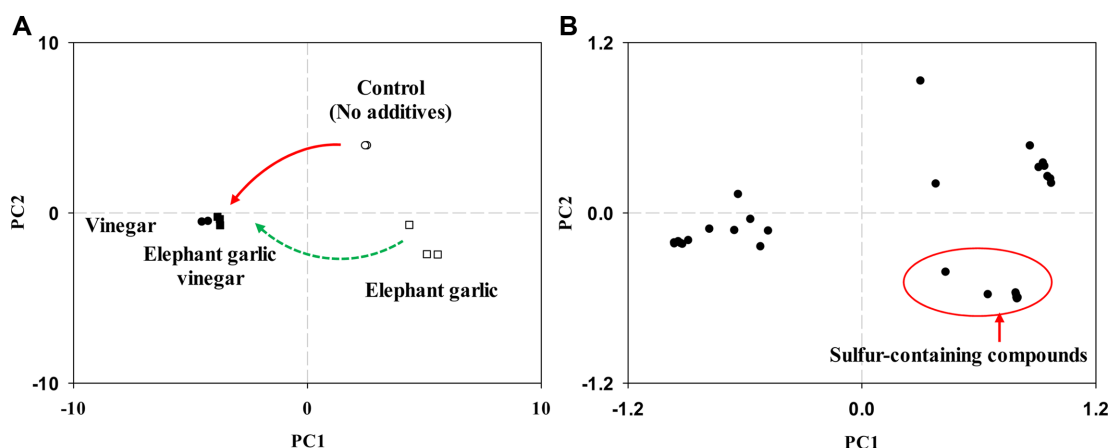 A
10
Control
(No additives)
PC2
0
Vinegar
Elephant garlic
vinegar
Elephant garlic
-10
-10
0
10
PC1
B
1.2
PC2
0.0
Sulfur-containing compounds
-1.2
-1.2
0.0
1.2
PC1